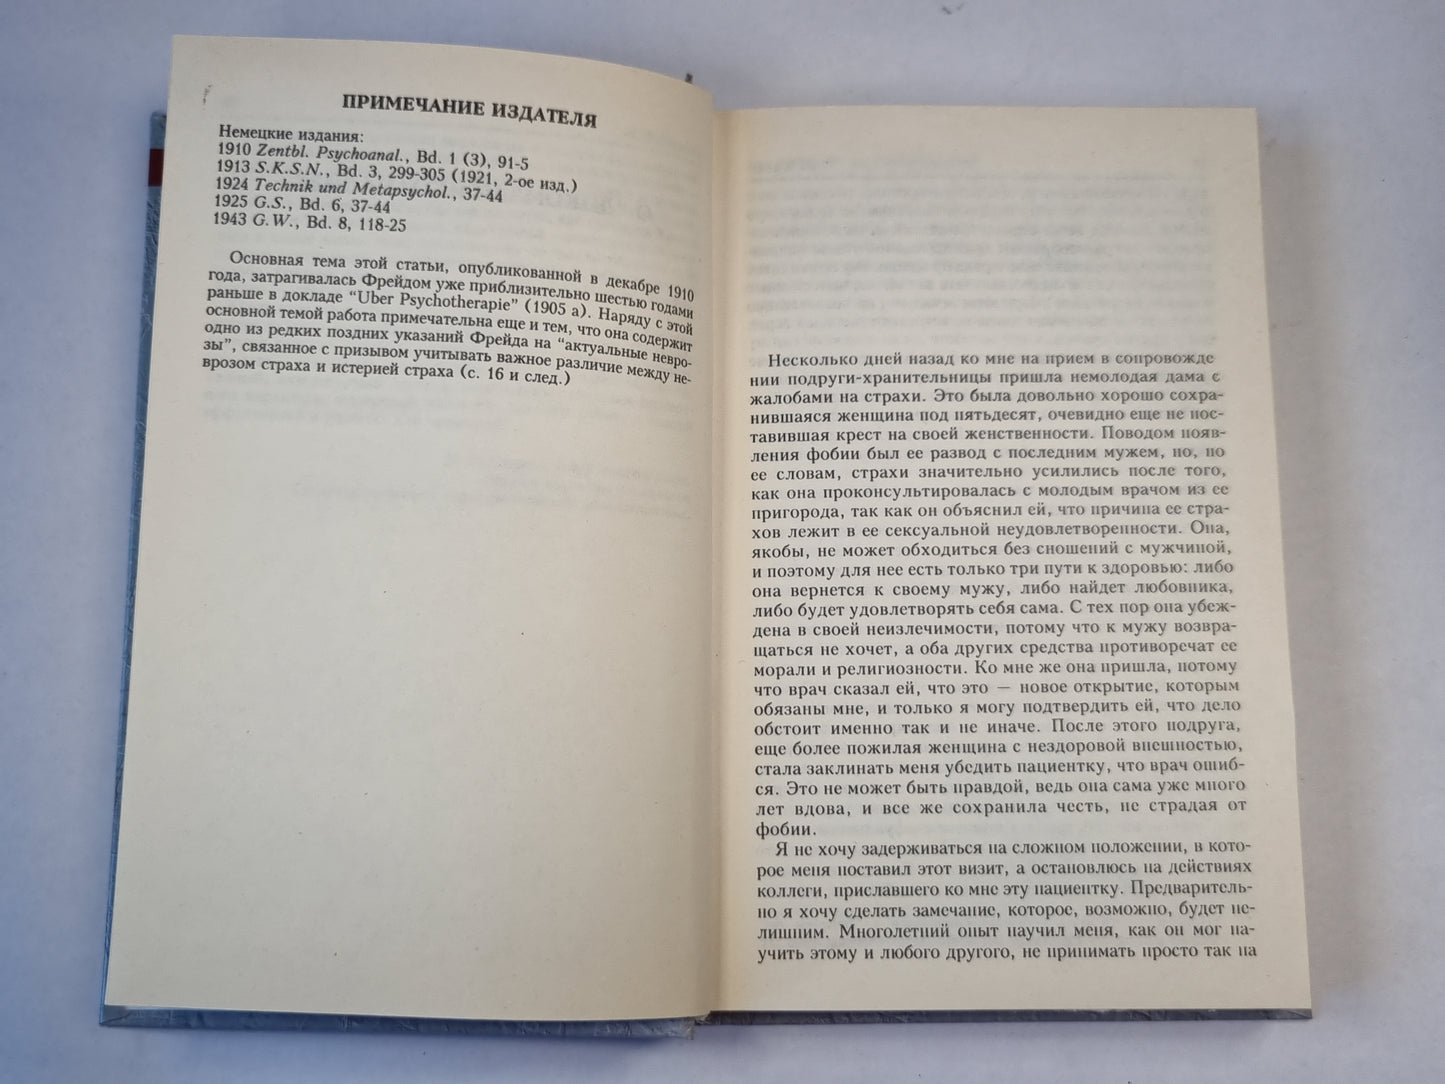 ПРИМЕЧАНИЕ ИЗДАТЕЛЯ
Немецкие издания:
1910 Zentbl. Psychoanal., Bd. 1 (3), 91-5
1913 S.K.S.N., Bd. 3, 299-305 (1921, 2-ое изд.)
1924 Technik und Metapsychol., 37-44
1925 G.S., Bd. 6, 37-44
1943 G.W., Bd. 8, 118-25
Основная тема этой статьи, опубликованной в декабре 1910
года, затрагивалась Фрейдом уже приблизительно шестью годами
раньше в докладе “Uber Psychotherapie” (1905 а). Наряду с этой
основной темой работа примечательна еще и тем, что она содержит
одно из редких поздних указаний Фрейда на “актуальные невро-
зы”, связанное с призывом учитывать важное различие между не-
врозом страха и истерией страха (с. 16 и след.)
Несколько дней назад ко мне на прием в сопровожде
нии подруги-хранительницы пришла немолодая дама с
жалобами на страхи. Это была довольно хорошо сохра-
нившаяся женщина под пятьдесят, очевидно еще не пос-
тавившая крест на своей женственности. Поводом появ-
ления фобии был ее развод с последним мужем, но, по
ее словам, страхи значительно усилились после того,
как она проконсультировалась с молодым врачом из ее
пригорода, так как он объяснил ей, что причина ее стра-
хов лежит в ее сексуальной неудовлетворенности. Она,
якобы, не может обходиться без сношений с мужчиной,
и поэтому для нее есть только три пути к здоровью: либо
она вернется к своему мужу, либо найдет любовника,
либо будет удовлетворять себя сама. С тех пор она убеж-
дена в своей неизлечимости, потому что к мужу возвра-
щаться не хочет, а оба других средства противоречат ее
морали и религиозности. Ко мне же она пришла, потому
что врач сказал ей, что это — новое открытие, которым
обязаны мне, и только я могу подтвердить ей, что дело
обстоит именно так и не иначе. После этого подруга,
еще более пожилая женщина с нездоровой внешностью,
стала заклинать меня убедить пациентку, что врач ошиб-
ся. Это не может быть правдой, ведь она сама уже много
лет вдова, и все же сохранила честь, не страдая от
фобии.
Я не хочу задерживаться на сложном положении, в кото-
рое меня поставил этот визит, а остановлюсь на действиях
коллеги, приславшего ко мне эту пациентку. Предваритель-
но я хочу сделать замечание, которое, возможно, будет не-
лишним. Многолетний опыт научил меня, как он мог на-
учить этому и любого другого, не принимать просто так на